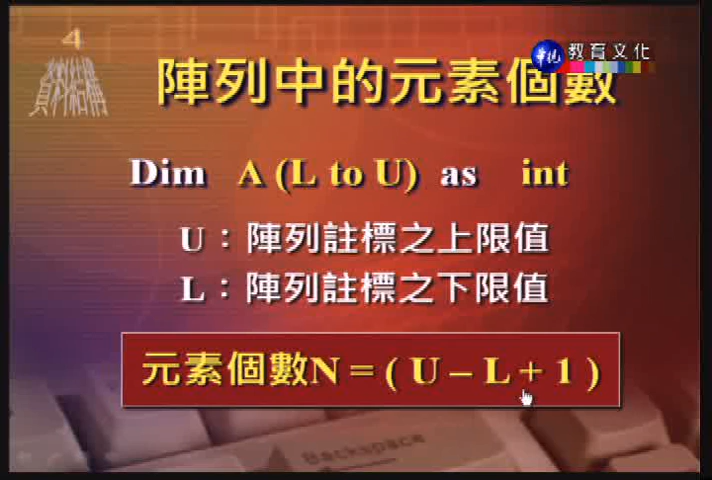 4
資料結構
華視 教育文化
陣列中的元素個數
Dim A (L to U) as int
U：陣列註標之上限值
L：陣列註標之下限值
元素個數N = ( U – L + 1 )
Backspace